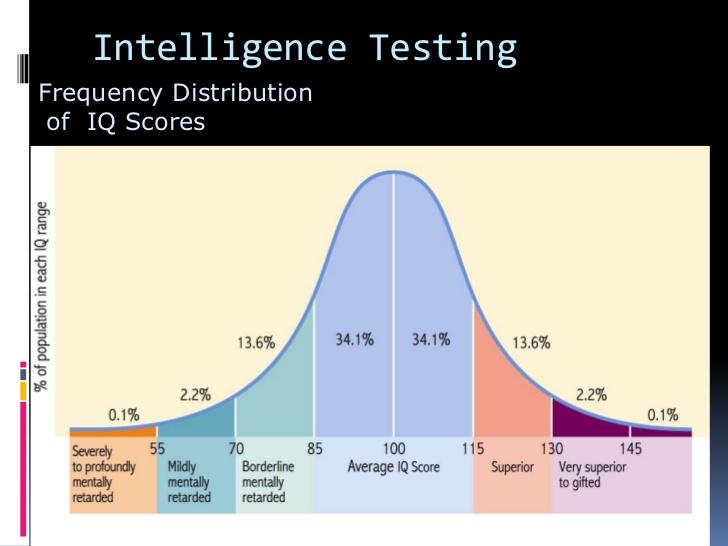 Intelligence Testing
Frequency Distribution
of IQ Scores
% of population in each IQ range
0.1%
2.2%
13.6%
34.1%
34.1%
13.6%
2.2%
0.1%
55
70
85
100
115
130
145
Severely
to profoundly
mentally
retarded
Mildly
mentally
retarded
Borderline
mentally
retarded
Average IQ Score
Superior
Very superior
to gifted